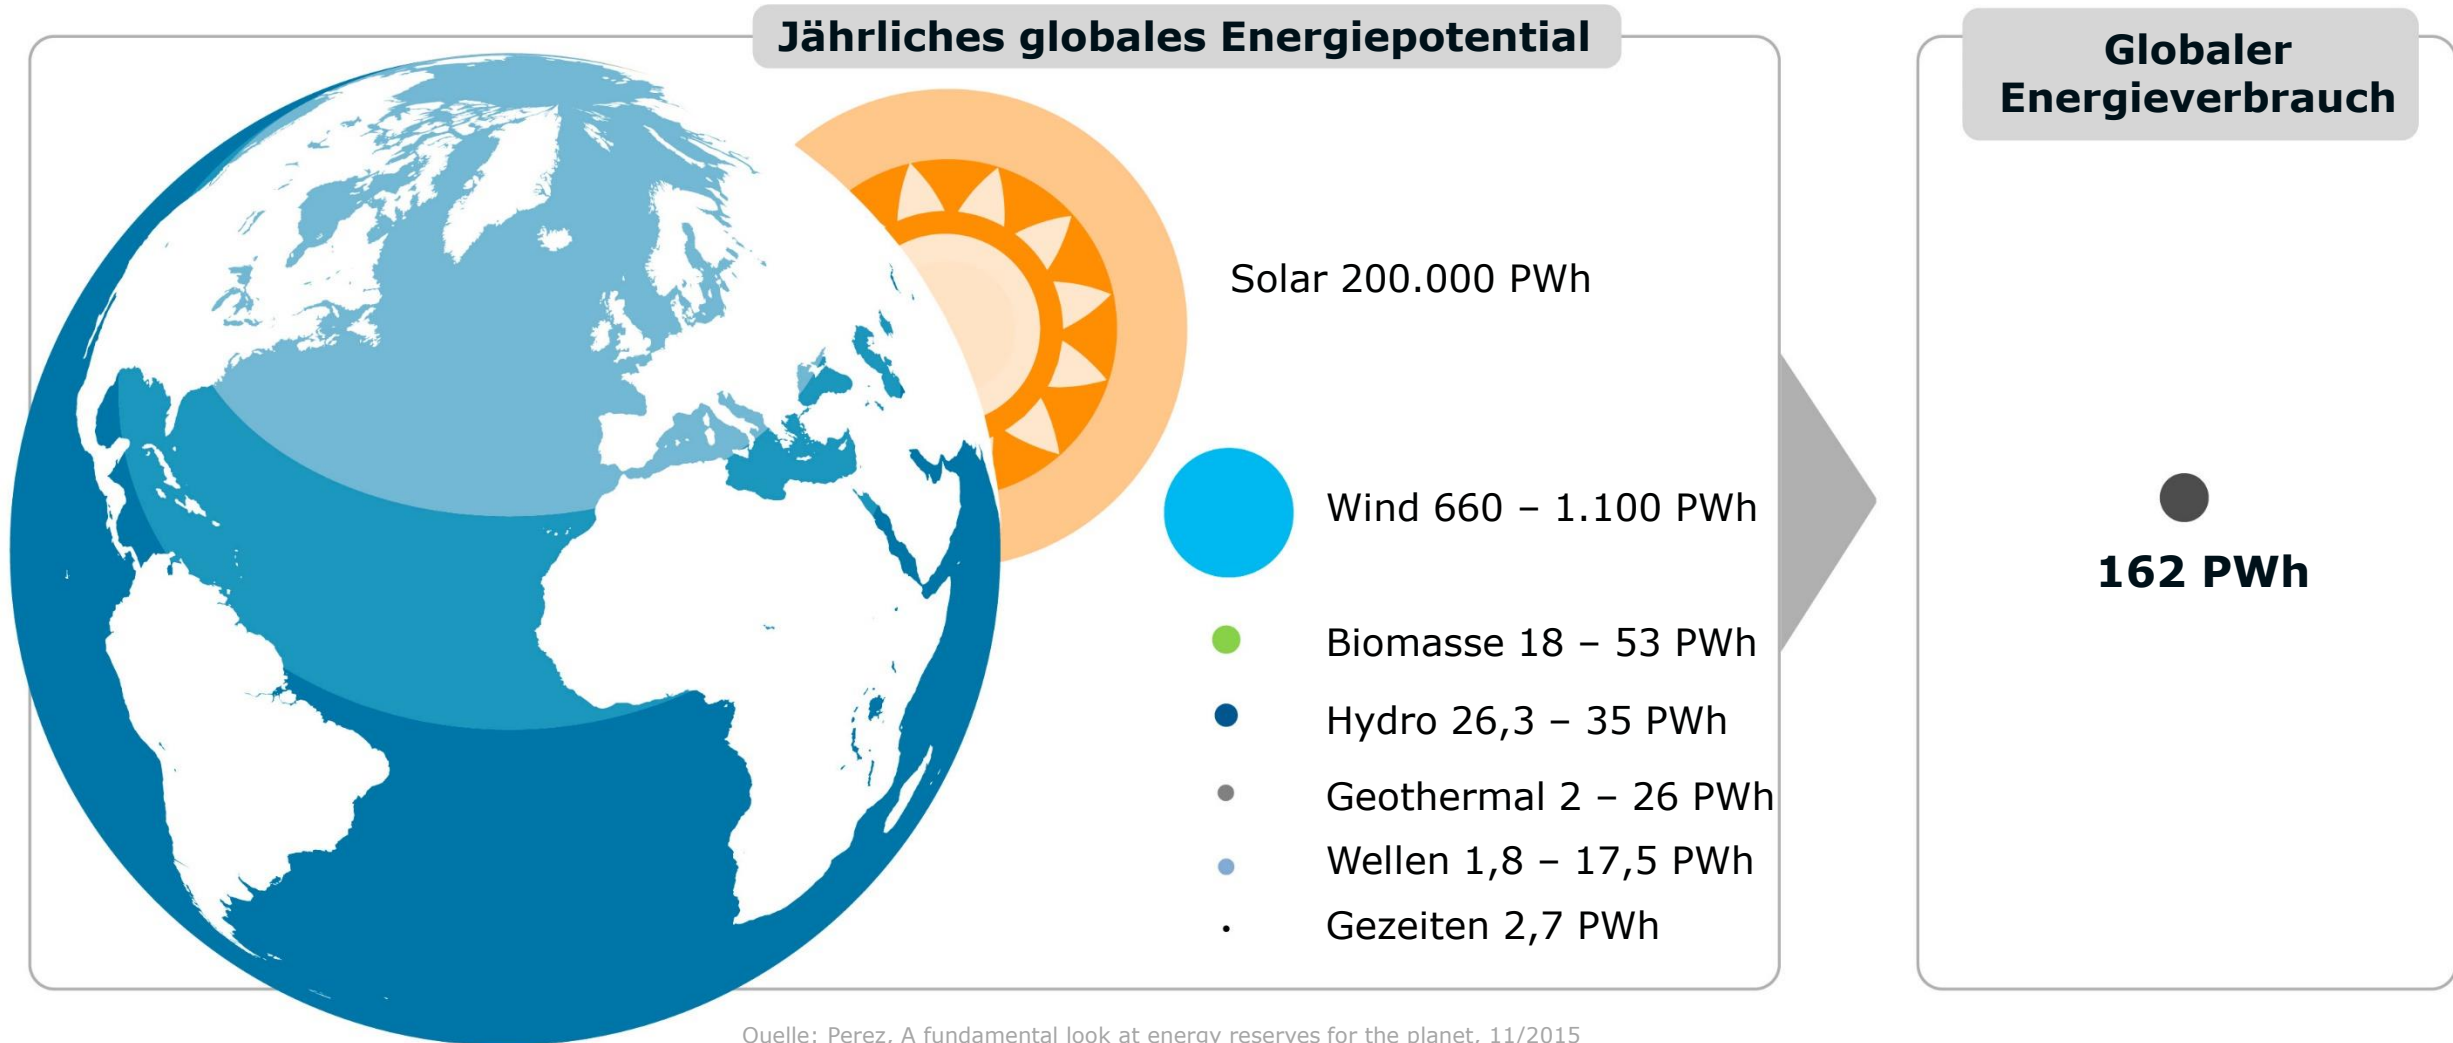 Jährliches globales Energiepotential
Globaler
Energieverbrauch
Solar 200.000 PWh
Wind 660 – 1.100 PWh
162 PWh
Biomasse 18 – 53 PWh
Hydro 26,3 – 35 PWh
Geothermal 2 – 26 PWh
Wellen 1,8 – 17,5 PWh
Gezeiten 2,7 PWh
Quelle: Perez, A fundamental look at energy reserves for the planet, 11/2015